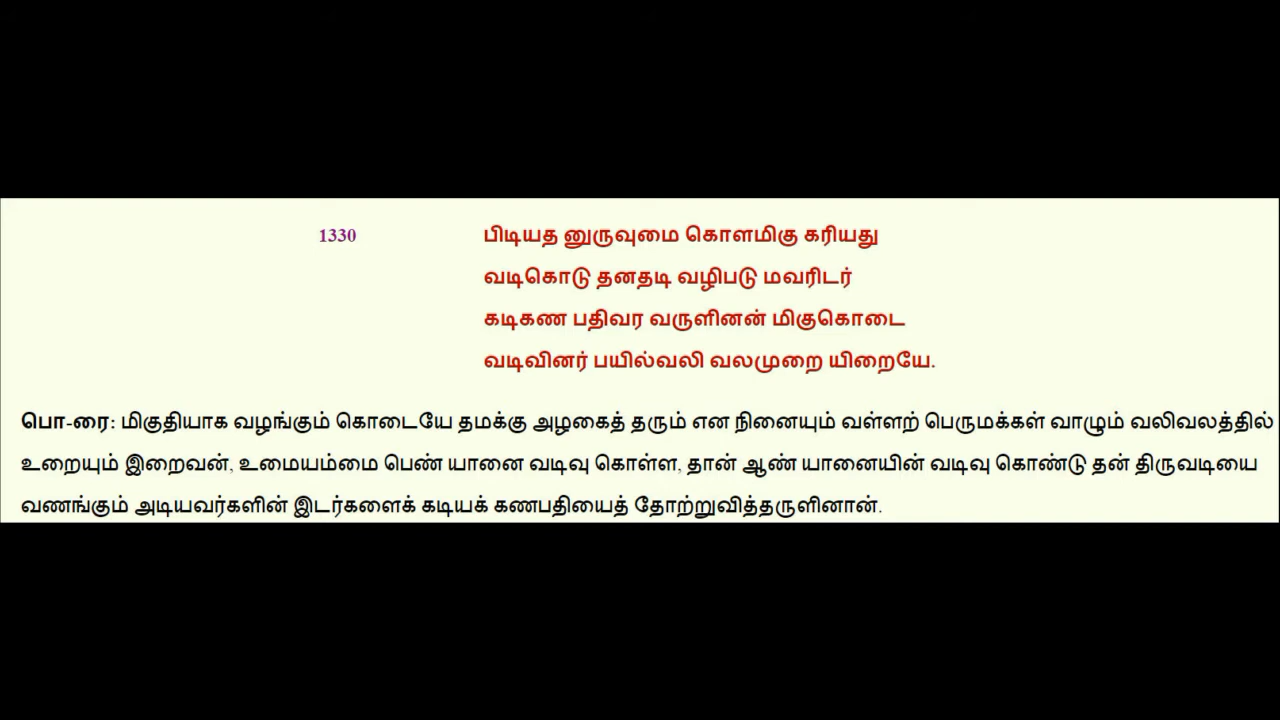 1330 பிடியத னுருவுமை கொளமிகு கரியது
வடிகொடு தனதடி வழிபடு மவரிடர்
கடிகண பதிவர வருளினன் மிகுகொடை
வடிவினர் பயில்வலி வலமுறை யிறையே.
பொ-ரை: மிகுதியாக வழங்கும் கொடையே தமக்கு அழகைத் தரும் என நினையும் வள்ளற் பெருமக்கள் வாழும் வலிவலத்தில்
உறையும் இறைவன், உமையம்மை பெண் யானை வடிவு கொள்ள, தான் ஆண் யானையின் வடிவு கொண்டு தன் திருவடியை
வணங்கும் அடியவர்களின் இடர்களைக் கடியக் கணபதியைத் தோற்றுவித்தருளினான்.